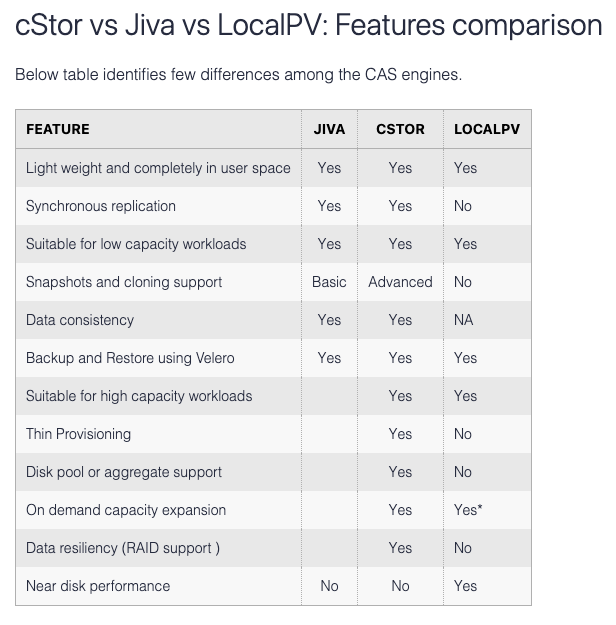 cStor vs Jiva vs LocalPV: Features comparison
Below table identifies few differences among the CAS engines.
FEATURE JIVA CSTOR LOCALPV
Light weight and completely in user space Yes Yes Yes
Synchronous replication Yes Yes No
Suitable for low capacity workloads Yes Yes Yes
Snapshots and cloning support Basic Advanced No
Data consistency Yes Yes NA
Backup and Restore using Velero Yes Yes Yes
Suitable for high capacity workloads Yes Yes
Thin Provisioning Yes No
Disk pool or aggregate support Yes No
On demand capacity expansion Yes Yes*
Data resiliency (RAID support ) Yes No
Near disk performance No No Yes